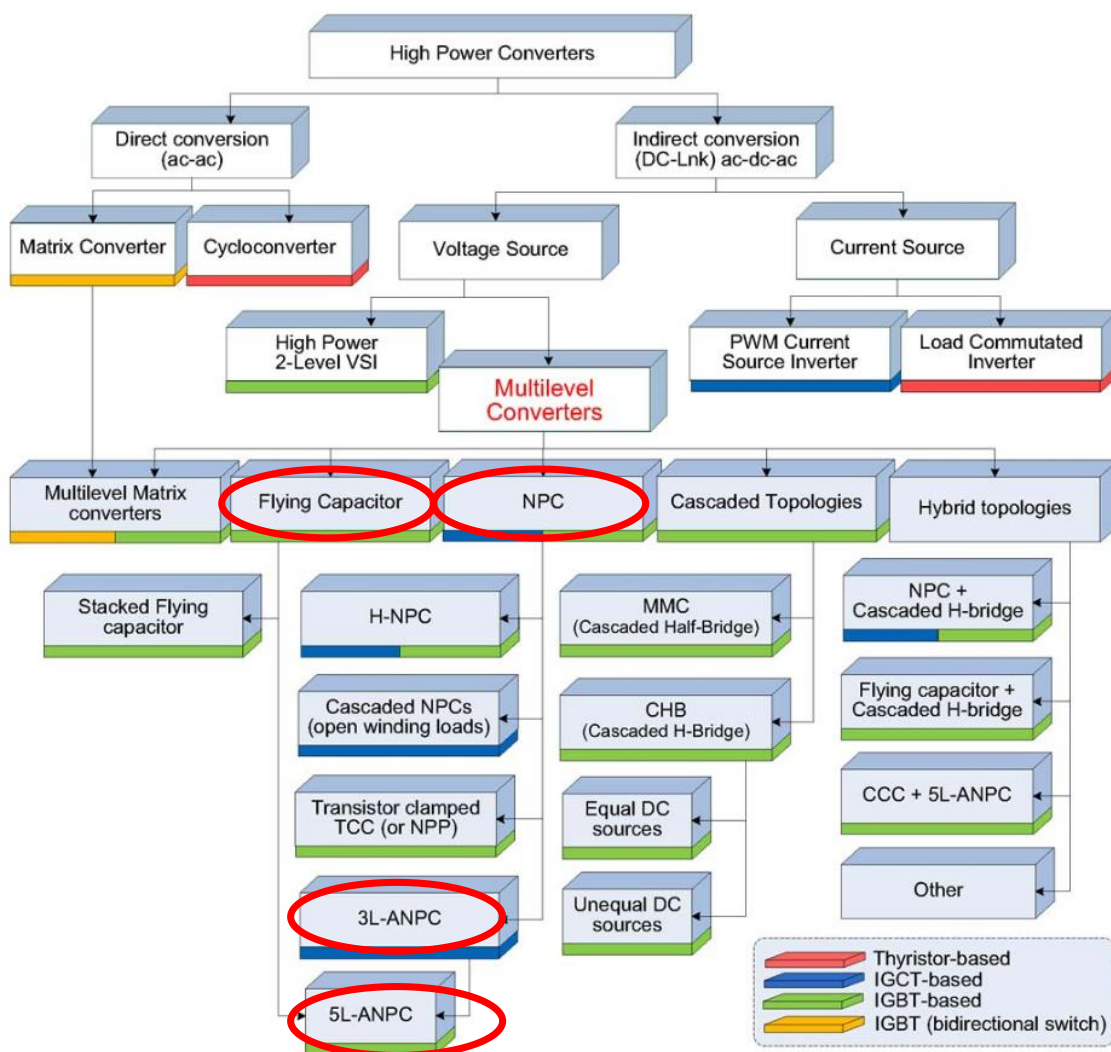 High Power Converters
Direct conversion
(ac-ac)
Indirect conversion
(DC-Lnk) ac-dc-ac
Matrix Converter
Cycloconverter
Voltage Source
Current Source
High Power
2-Level VSI
PWM Current
Source Inverter
Load Commutated
Inverter
Multilevel
Converters
Multilevel Matrix
converters
Flying Capacitor
NPC
Cascaded Topologies
Hybrid topologies
Stacked Flying
capacitor
H-NPC
MMC
(Cascaded Half-Bridge)
NPC +
Cascaded H-bridge
Cascaded NPCs
(open winding loads)
CHB
(Cascaded H-Bridge)
Flying capacitor +
Cascaded H-bridge
Transistor clamped
TCC (or NPP)
Equal DC
sources
CCC + 5L-ANPC
3L-ANPC
Unequal DC
sources
Other
5L-ANPC
Thyristor-based
IGCT-based
IGBT-based
IGBT (bidirectional switch)